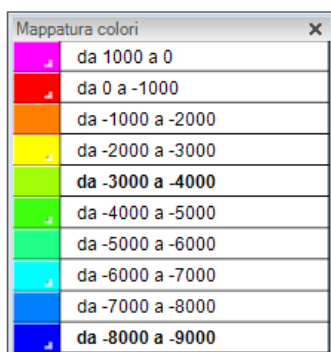 Mappatura colori
da 1000 a 0
da 0 a -1000
da -1000 a -2000
da -2000 a -3000
da -3000 a -4000
da -4000 a -5000
da -5000 a -6000
da -6000 a -7000
da -7000 a -8000
da -8000 a -9000